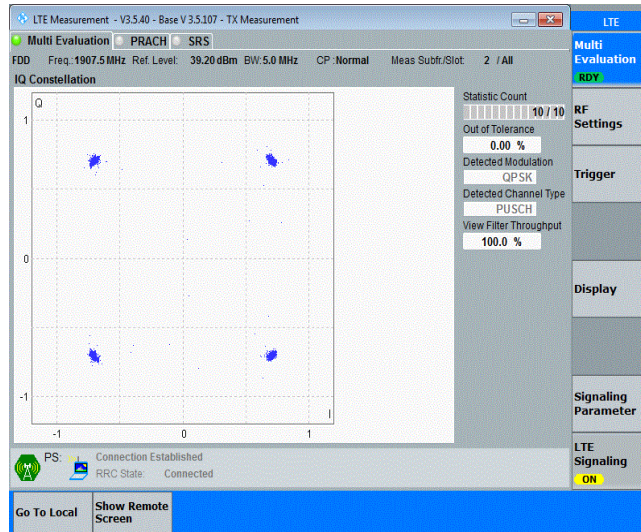 LTE Measurement - V3.5.40 - Base V 3.5.107 - TX Measurement
LTE
Multi Evaluation PRACH SRS
Multi
Evaluation
RDY
FDD Freq.: 1907.5 MHz Ref. Level: 39.20 dBm BW: 5.0 MHz CP : Normal Meas Subfr./Slot: 2 / All
IQ Constellation
Q
1
0
-1
I
-1 0 1
Statistic Count
10 / 10
Out of Tolerance
0.00 %
Detected Modulation
QPSK
Detected Channel Type
PUSCH
View Filter Throughput
100.0 %
RF
Settings
Trigger
Display
Signaling
Parameter
LTE
Signaling
ON
PS: Connection Established
RRC State: Connected
Go To Local
Show Remote
Screen